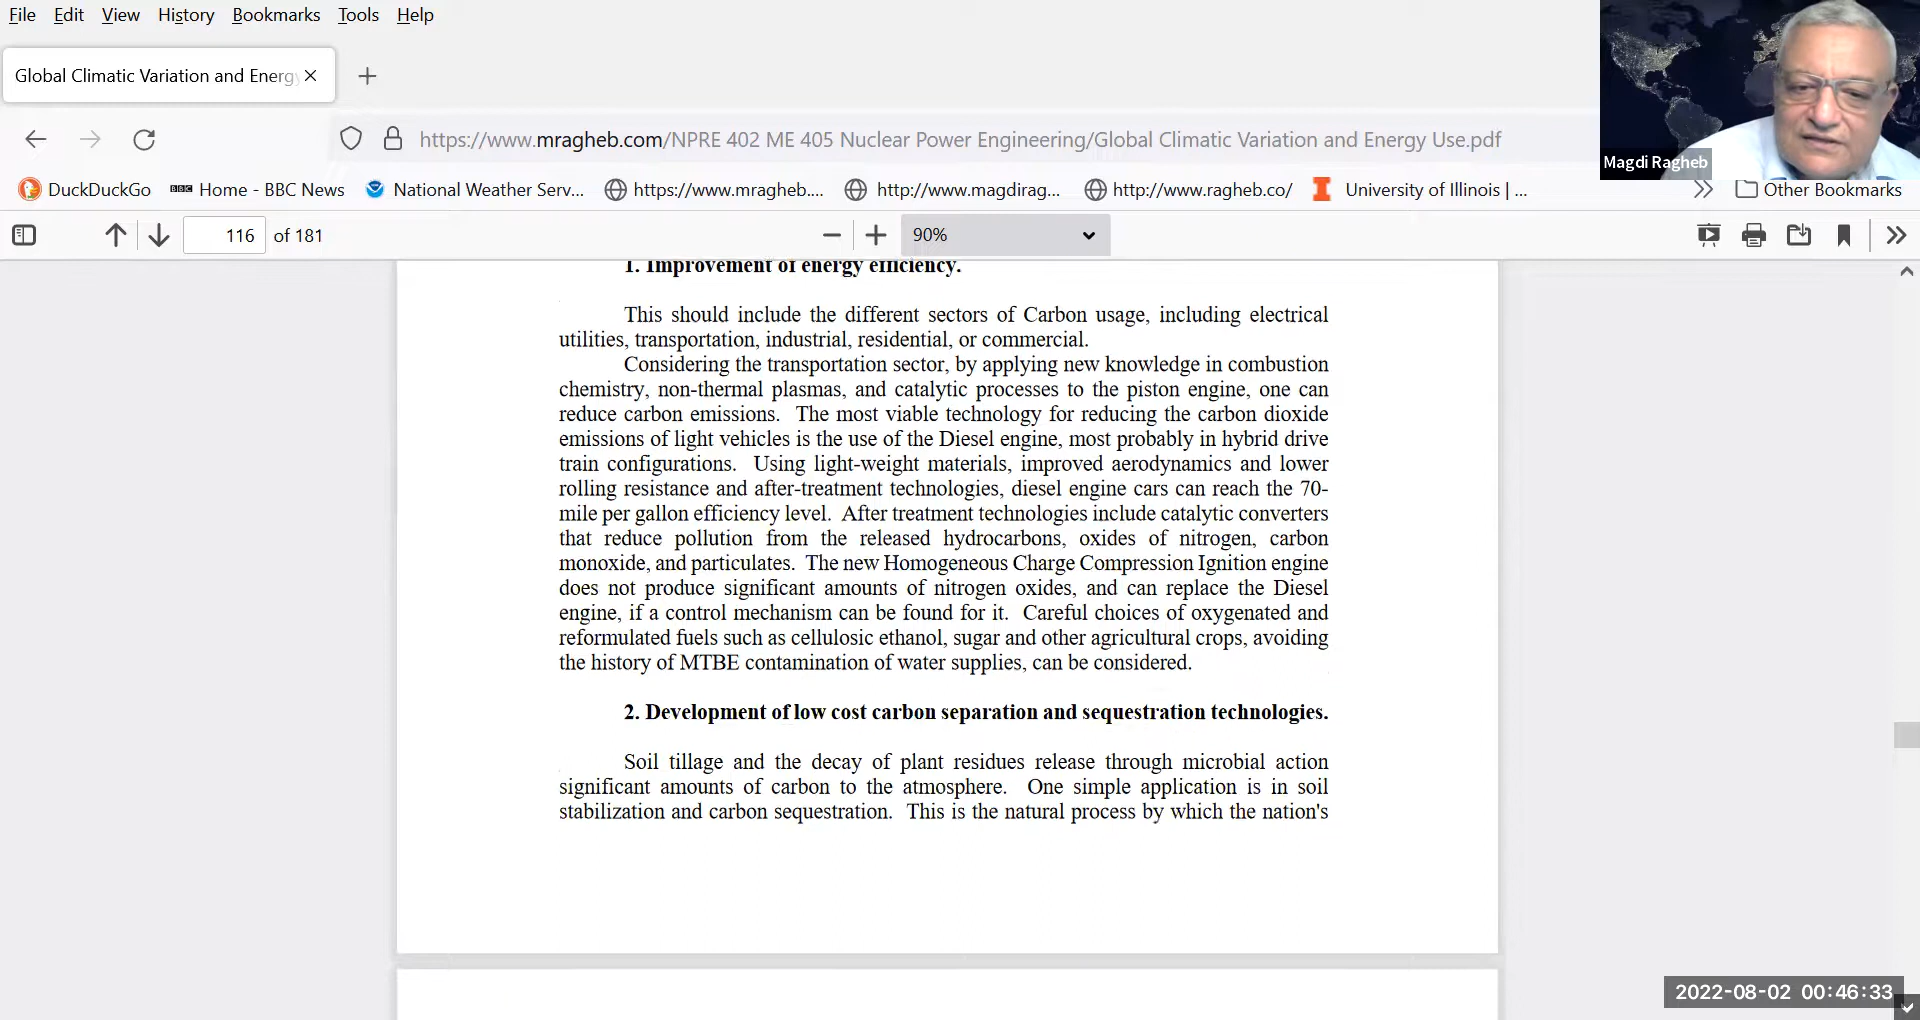 File Edit View History Bookmarks Tools Help
Global Climatic Variation and Energy
https://www.mragheb.com/NPRE 402 ME 405 Nuclear Power Engineering/Global Climatic Variation and Energy Use.pdf
Magdi Ragheb
DuckDuckGo BBC Home - BBC News National Weather Serv... https://www.mragheb.... http://www.magdirag... http://www.ragheb.co/ University of Illinois | ... Other Bookmarks
116 of 181 90%
1. Improvement of energy efficiency.
This should include the different sectors of Carbon usage, including electrical
utilities, transportation, industrial, residential, or commercial.
Considering the transportation sector, by applying new knowledge in combustion
chemistry, non-thermal plasmas, and catalytic processes to the piston engine, one can
reduce carbon emissions. The most viable technology for reducing the carbon dioxide
emissions of light vehicles is the use of the Diesel engine, most probably in hybrid drive
train configurations. Using light-weight materials, improved aerodynamics and lower
rolling resistance and after-treatment technologies, diesel engine cars can reach the 70-
mile per gallon efficiency level. After treatment technologies include catalytic converters
that reduce pollution from the released hydrocarbons, oxides of nitrogen, carbon
monoxide, and particulates. The new Homogeneous Charge Compression Ignition engine
does not produce significant amounts of nitrogen oxides, and can replace the Diesel
engine, if a control mechanism can be found for it. Careful choices of oxygenated and
reformulated fuels such as cellulosic ethanol, sugar and other agricultural crops, avoiding
the history of MTBE contamination of water supplies, can be considered.
2. Development of low cost carbon separation and sequestration technologies.
Soil tillage and the decay of plant residues release through microbial action
significant amounts of carbon to the atmosphere. One simple application is in soil
stabilization and carbon sequestration. This is the natural process by which the nation's
2022-08-02 00:46:33